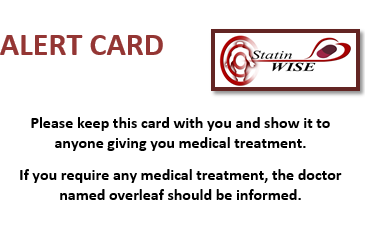 ALERT CARD
Statin
WISE
Please keep this card with you and show it to
anyone giving you medical treatment.
If you require any medical treatment, the doctor
named overleaf should be informed.